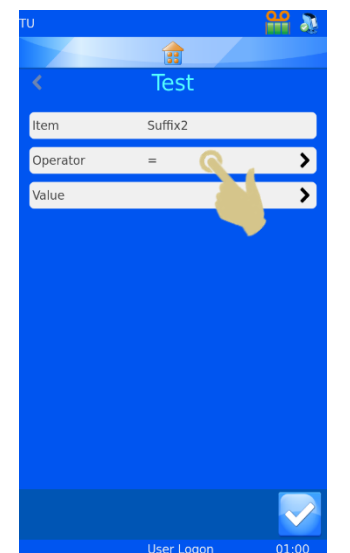 TU
Test
Item Suffix2
Operator =
Value
User Logon 01:00